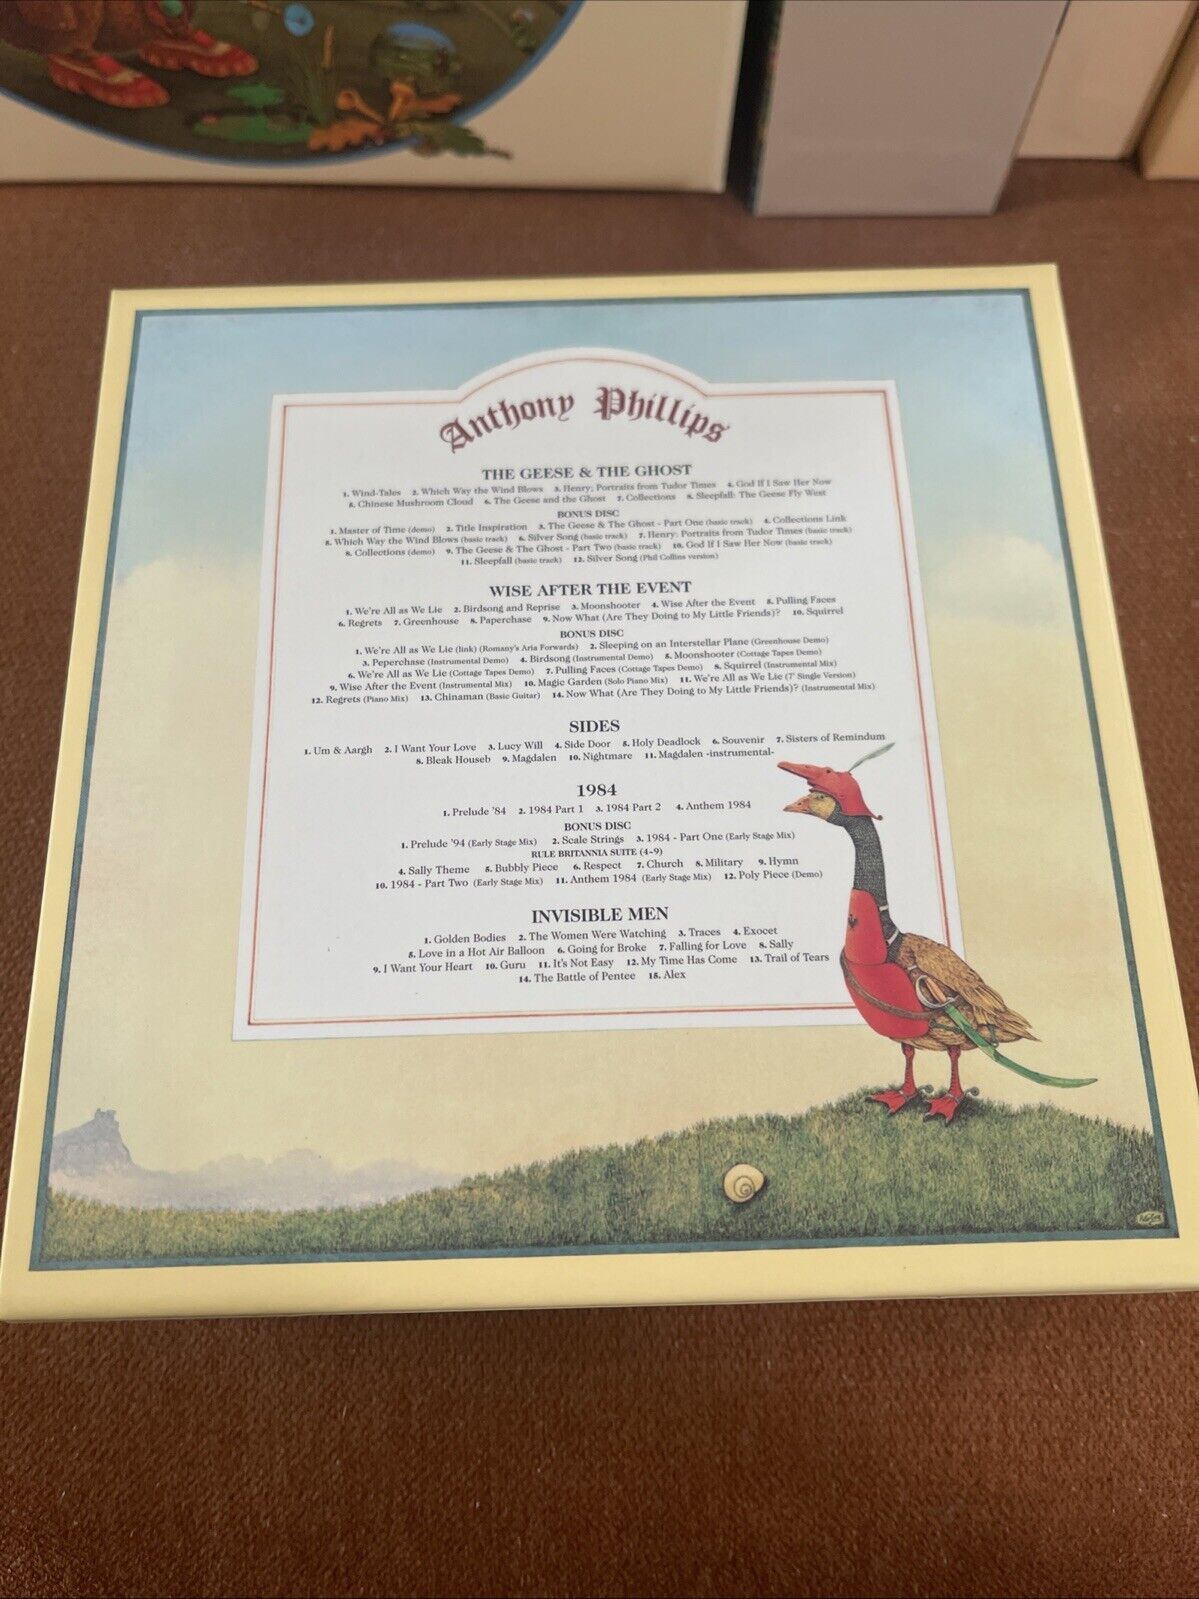 Anthony Phillips
THE GEESE & THE GHOST
1. Wind-Tales 2. Which Way the Wind Blows 3. Henry; Portraits from Tudor Times 4. God If I Saw Her Now
5. Chinese Mushroom Cloud 6. The Geese and the Ghost 7. Collections 8. Sleepfall: The Geese Fly West
BONUS DISC
1. Master of Time (demo) 2. Title Inspiration 3. The Geese & The Ghost - Part One (basic track) 4. Collections Link
5. Which Way the Wind Blows (basic track) 6. Silver Song (basic track) 7. Henry: Portraits from Tudor Times (basic track)
8. Collections (demo) 9. The Geese & The Ghost - Part Two (basic track) 10. God If I Saw Her Now (basic track)
11. Sleepfall (basic track) 12. Silver Song (Phil Collins version)
WISE AFTER THE EVENT
1. We're All as We Lie 2. Birdsong and Reprise 3. Moonshooter 4. Wise After the Event 5. Pulling Faces
6. Regrets 7. Greenhouse 8. Paperchase 9. Now What (Are They Doing to My Little Friends)? 10. Squirrel
BONUS DISC
1. We're All as We Lie (link) (Romany's Aria Forwards) 2. Sleeping on an Interstellar Plane (Greenhouse Demo)
3. Peperchase (Instrumental Demo) 4. Birdsong (Instrumental Demo) 5. Moonshooter (Cottage Tapes Demo)
6. We're All as We Lie (Cottage Tapes Demo) 7. Pulling Faces (Cottage Tapes Demo) 8. Squirrel (Instrumental Mix)
9. Wise After the Event (Instrumental Mix) 10. Magic Garden (Solo Piano Mix) 11. We're All as We Lie (7' Single Version)
12. Regrets (Piano Mix) 13. Chinaman (Basic Guitar) 14. Now What (Are They Doing to My Little Friends)? (Instrumental Mix)
SIDES
1. Um & Aargh 2. I Want Your Love 3. Lucy Will 4. Side Door 5. Holy Deadlock 6. Souvenir 7. Sisters of Remindum
8. Bleak Houseb 9. Magdalen 10. Nightmare 11. Magdalen -instrumental-
1984
1. Prelude '84 2. 1984 Part 1 3. 1984 Part 2 4. Anthem 1984
BONUS DISC
1. Prelude '94 (Early Stage Mix) 2. Scale Strings 3. 1984 - Part One (Early Stage Mix)
RULE BRITANNIA SUITE (4-9)
4. Sally Theme 5. Bubbly Piece 6. Respect 7. Church 8. Military 9. Hymn
10. 1984 - Part Two (Early Stage Mix) 11. Anthem 1984 (Early Stage Mix) 12. Poly Piece (Demo)
INVISIBLE MEN
1. Golden Bodies 2. The Women Were Watching 3. Traces 4. Exocet
5. Love in a Hot Air Balloon 6. Going for Broke 7. Falling for Love 8. Sally
9. I Want Your Heart 10. Guru 11. It's Not Easy 12. My Time Has Come 13. Trail of Tears
14. The Battle of Pentee 15. Alex